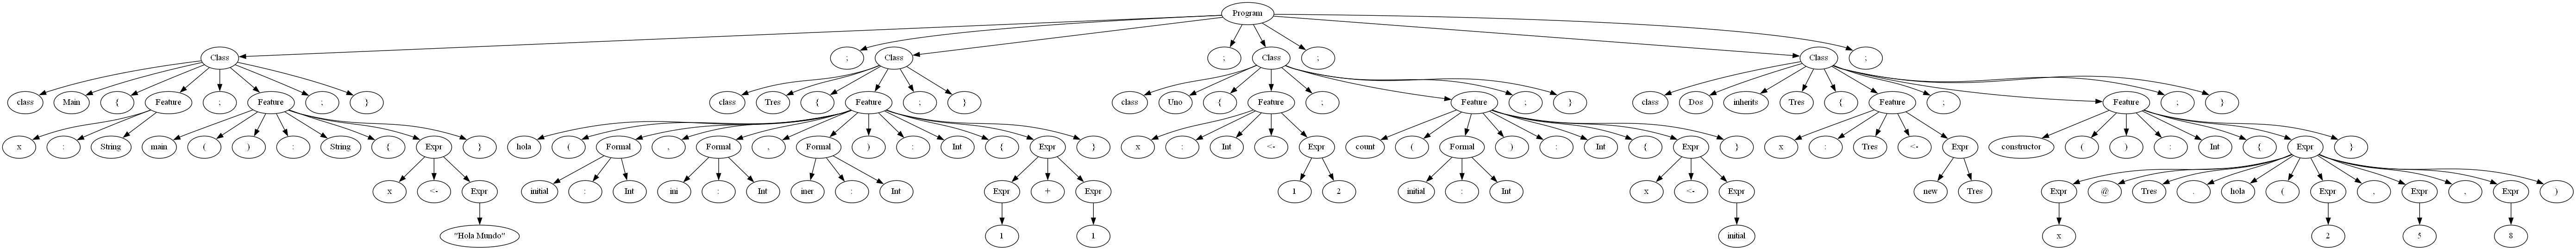 Program
Class ; Class ; Class ; Class ;
class Main { Feature ; Feature ; } class Tres { Feature ; } class Uno { Feature ; Feature ; } class Dos inherits Tres { Feature ; Feature ; }
x : String main ( ) : String { Expr } hola ( Formal , Formal , Formal ) : Int { Expr } x : Int <- Expr count ( Formal ) : Int { Expr } x : Tres <- Expr constructor ( ) : Int { Expr }
x <- Expr initial : Int ini : Int iner : Int Expr + Expr 1 2 initial : Int x <- Expr new Tres Expr @ Tres . hola ( Expr , Expr , Expr )
"Hola Mundo" 1 1 initial x 2 5 8